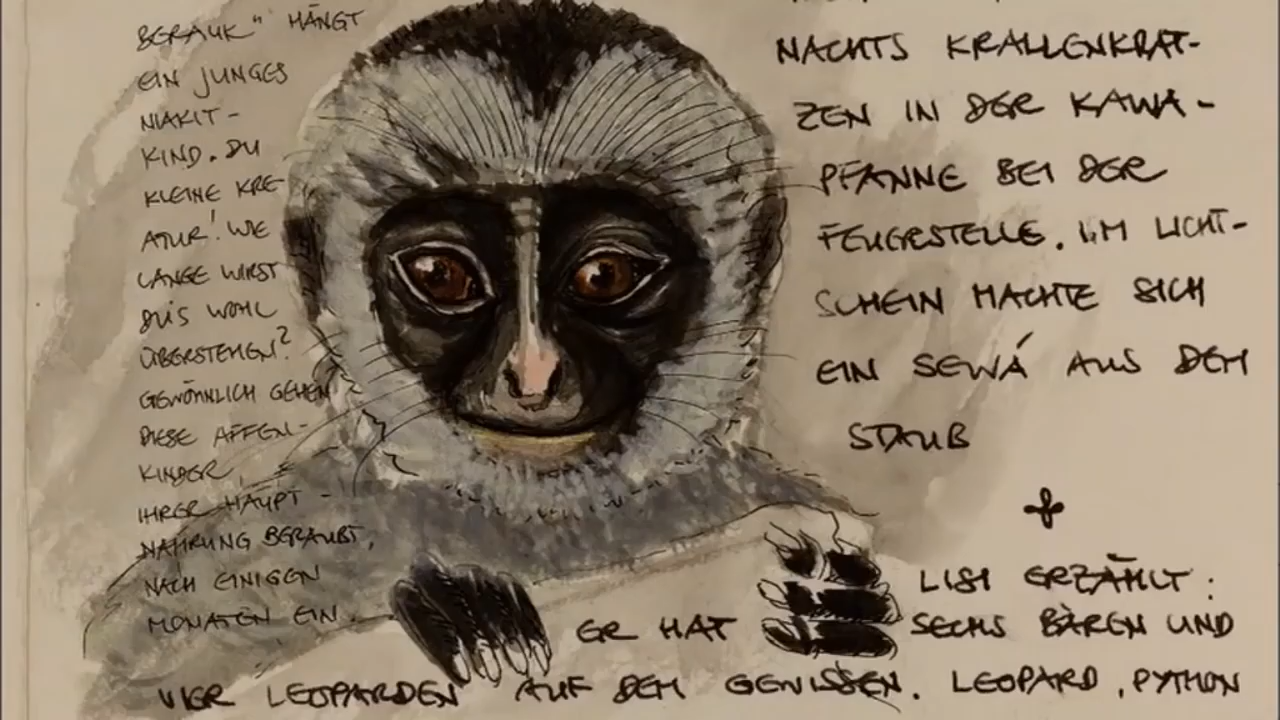 BERAUK" HÄNGT
EIN JUNGES
NIAKIT-
KIND. DU
KLEINE KRE-
ATUR! WIE
LANGE WIRST
DU'S WOHL
ÜBERSTEHEN?
GEWÖHNLICH GEHEN
DIESE AFFEN-
KINDER,
IHRER HAUPT-
NAHRUNG BERAUBT,
NACH EINIGEN
MONATEN EIN.
NACHTS KRALLENKRAT-
ZEN IN DER KAWA-
PFANNE BEI DER
FEUERSTELLE. IM LICHT-
SCHEIN MACHTE SICH
EIN SEWÁ AUS DEM
STAUB
LISI ERZÄHLT:
ER HAT SECHS BÄREN UND
VIER LEOPARDEN AUF DEM GEWISSEN. LEOPARD, PYTHON